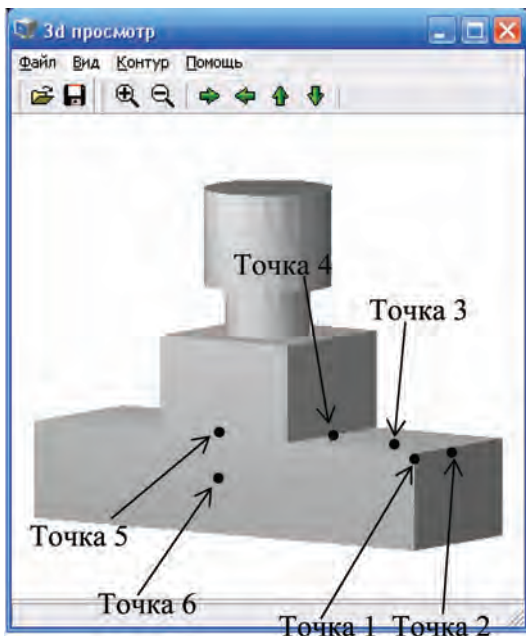 3d просмотр
Файл Вид Контур Помощь
Точка 4
Точка 3
Точка 5
Точка 6
Точка 1 Точка 2